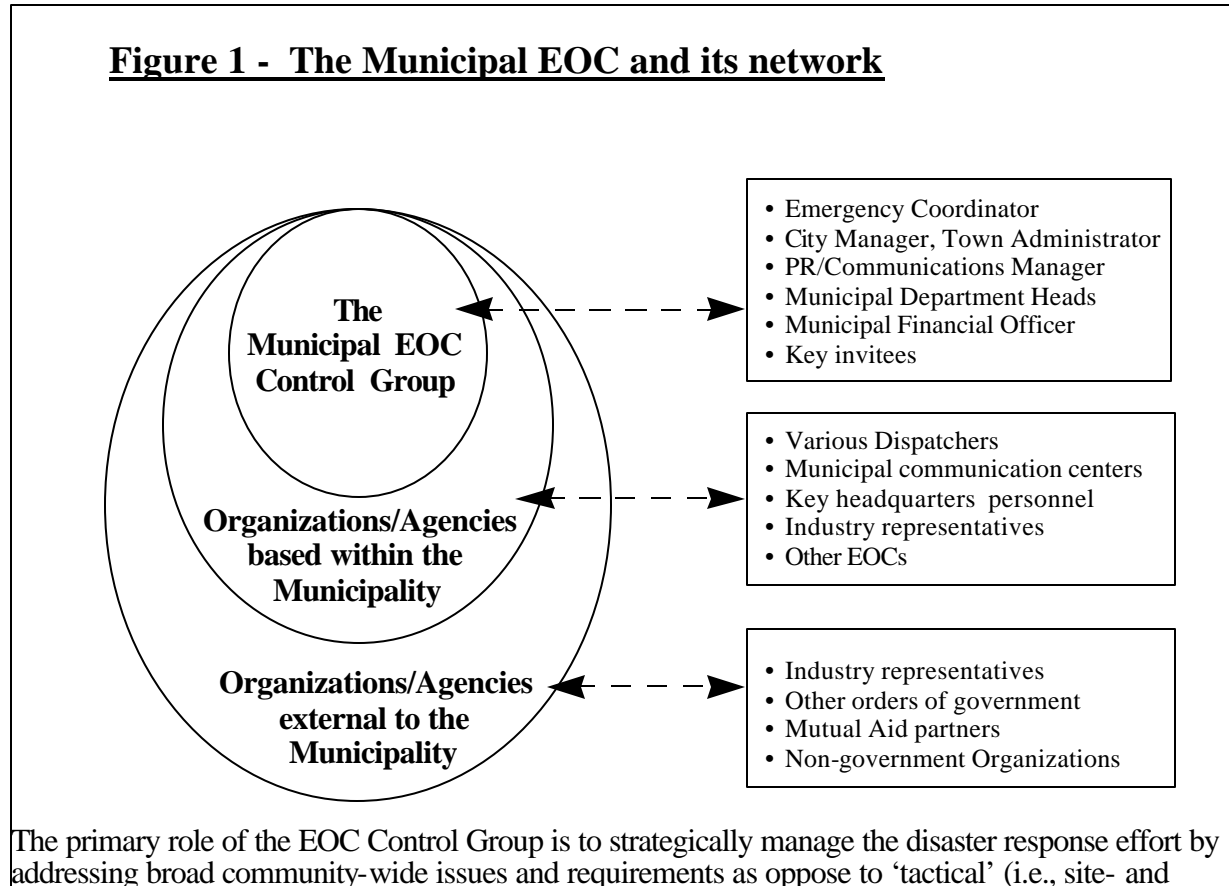 Figure 1 - The Municipal EOC and its network
The
Municipal EOC
Control Group
• Emergency Coordinator
• City Manager, Town Administrator
• PR/Communications Manager
• Municipal Department Heads
• Municipal Financial Officer
• Key invitees
Organizations/Agencies
based within the
Municipality
• Various Dispatchers
• Municipal communication centers
• Key headquarters personnel
• Industry representatives
• Other EOCs
Organizations/Agencies
external to the
Municipality
• Industry representatives
• Other orders of government
• Mutual Aid partners
• Non-government Organizations
The primary role of the EOC Control Group is to strategically manage the disaster response effort by
addressing broad community-wide issues and requirements as oppose to ‘tactical’ (i.e., site- and